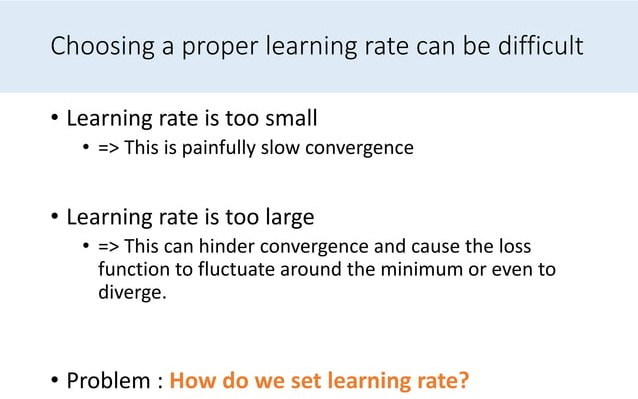 Choosing a proper learning rate can be difficult
• Learning rate is too small
• => This is painfully slow convergence
• Learning rate is too large
• => This can hinder convergence and cause the loss
function to fluctuate around the minimum or even to
diverge.
• Problem : How do we set learning rate?